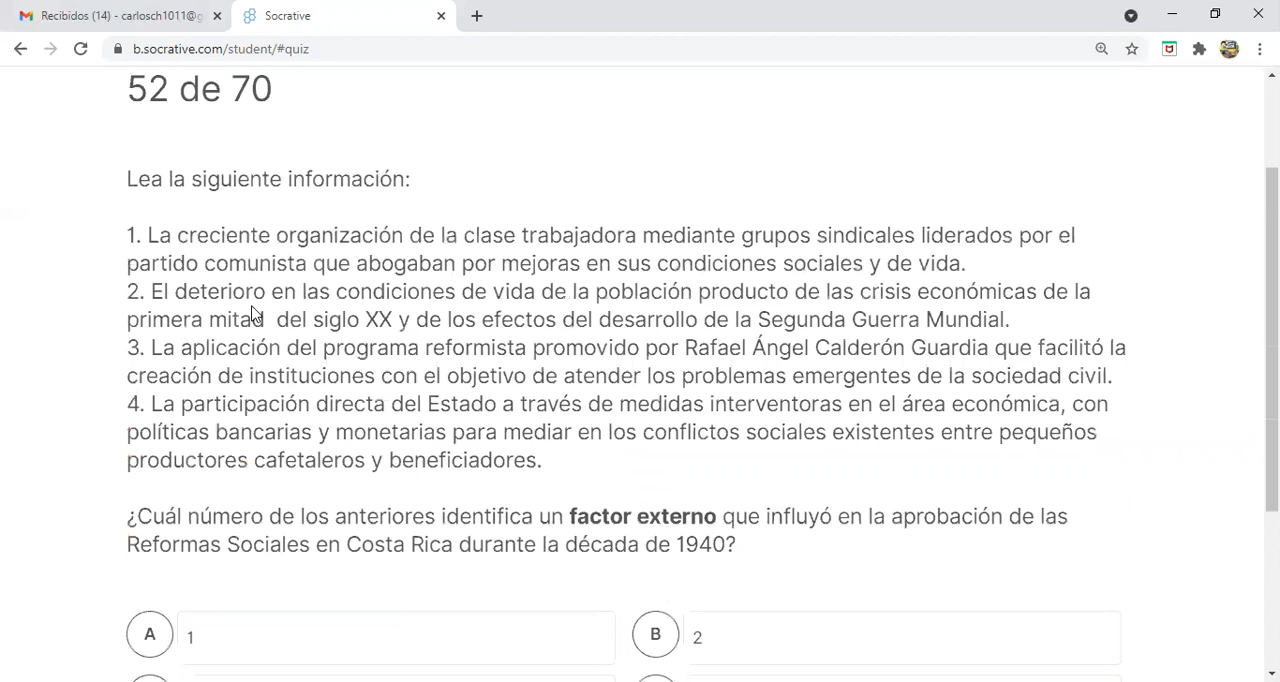 Recibidos (14) - carlosch1011@g
Socrative
b.socrative.com/student/#quiz
52 de 70
Lea la siguiente información:
1. La creciente organización de la clase trabajadora mediante grupos sindicales liderados por el
partido comunista que abogaban por mejoras en sus condiciones sociales y de vida.
2. El deterioro en las condiciones de vida de la población producto de las crisis económicas de la
primera mitad del siglo XX y de los efectos del desarrollo de la Segunda Guerra Mundial.
3. La aplicación del programa reformista promovido por Rafael Ángel Calderón Guardia que facilitó la
creación de instituciones con el objetivo de atender los problemas emergentes de la sociedad civil.
4. La participación directa del Estado a través de medidas interventoras en el área económica, con
políticas bancarias y monetarias para mediar en los conflictos sociales existentes entre pequeños
productores cafetaleros y beneficiadores.
¿Cuál número de los anteriores identifica un factor externo que influyó en la aprobación de las
Reformas Sociales en Costa Rica durante la década de 1940?
A 1
B 2